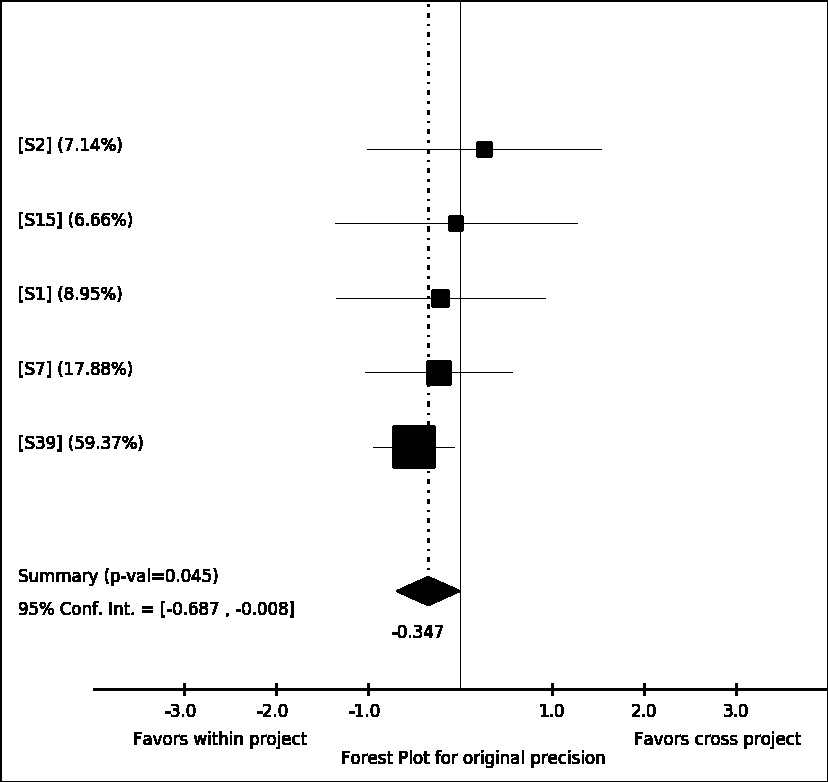 [S2] (7.14%)
[S15] (6.66%)
[S1] (8.95%)
[S7] (17.88%)
[S39] (59.37%)
Summary (p-val=0.045)
95% Conf. Int. = [-0.687 , -0.008]
-0.347
-3.0 -2.0 -1.0 1.0 2.0 3.0
Favors within project Favors cross project
Forest Plot for original precision